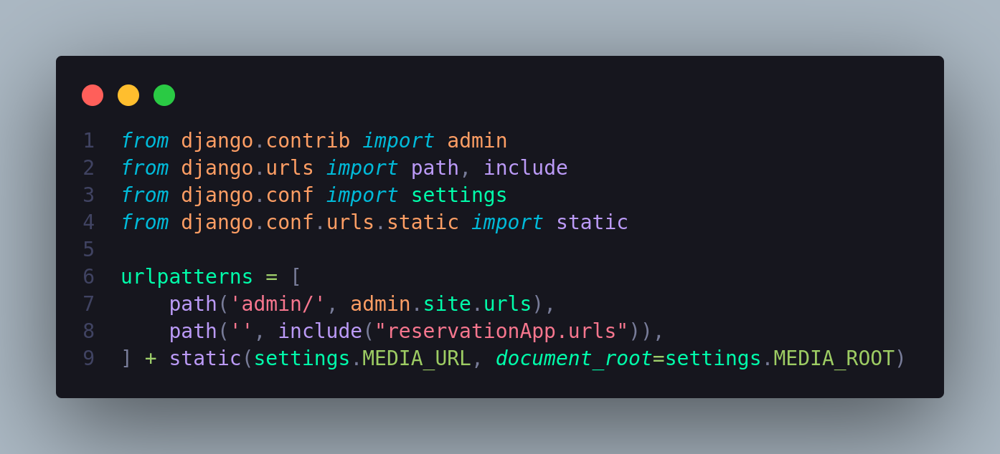 1 from django.contrib import admin
2 from django.urls import path, include
3 from django.conf import settings
4 from django.conf.urls.static import static
5
6 urlpatterns = [
7     path('admin/', admin.site.urls),
8     path('', include("reservationApp.urls")),
9 ] + static(settings.MEDIA_URL, document_root=settings.MEDIA_ROOT)